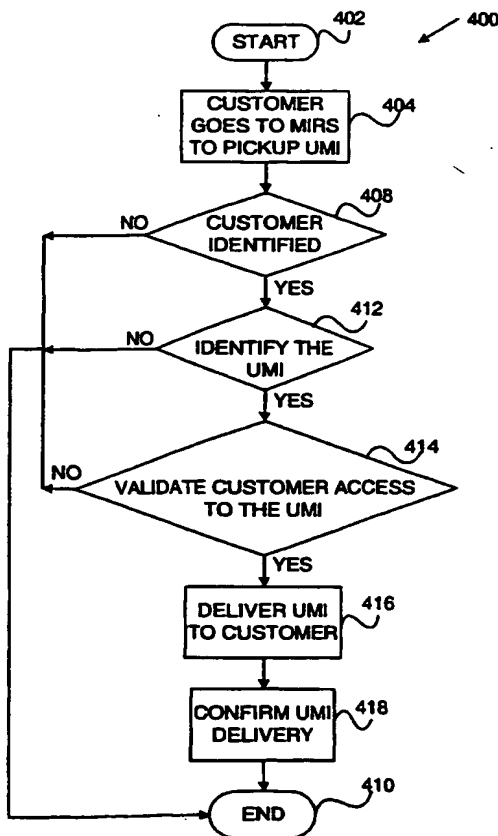 402
400
START
CUSTOMER
GOES TO MIRS
TO PICKUP UMI
404
408
NO
CUSTOMER
IDENTIFIED
YES
412
NO
IDENTIFY THE
UMI
YES
414
NO
VALIDATE CUSTOMER ACCESS
TO THE UMI
YES
DELIVER UMI
TO CUSTOMER
416
CONFIRM UMI
DELIVERY
418
END
410